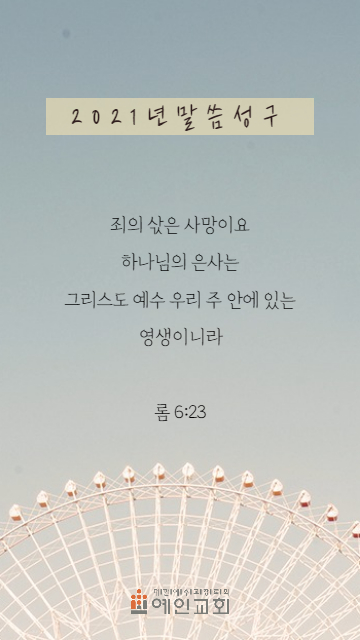 2021년말씀성구
죄의 삯은 사망이요
하나님의 은사는
그리스도 예수 우리 주 안에 있는
영생이니라
롬 6:23
예인교회